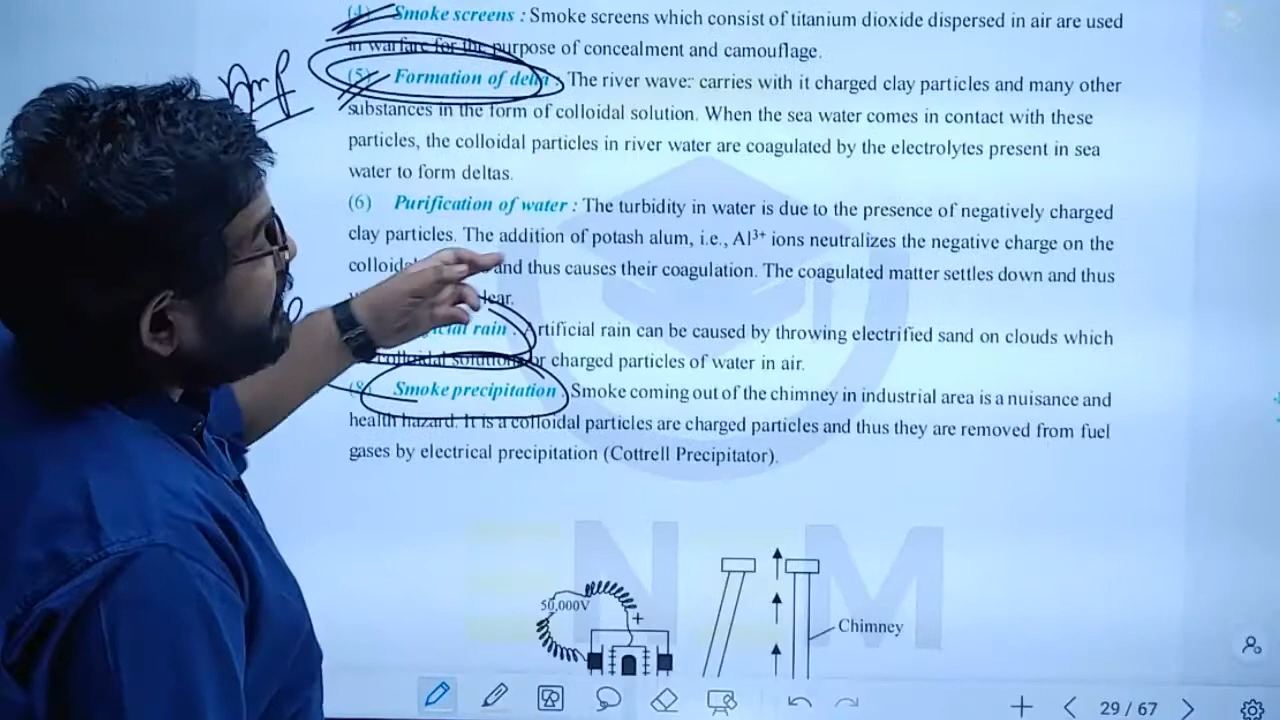 (4) Smoke screens : Smoke screens which consist of titanium dioxide dispersed in air are used
in warfare for the purpose of concealment and camouflage.
(5) Formation of delta : The river wave: carries with it charged clay particles and many other
substances in the form of colloidal solution. When the sea water comes in contact with these
particles, the colloidal particles in river water are coagulated by the electrolytes present in sea
water to form deltas.
(6) Purification of water : The turbidity in water is due to the presence of negatively charged
clay particles. The addition of potash alum, i.e., Al³⁺ ions neutralizes the negative charge on the
and thus causes their coagulation. The coagulated matter settles down and thus
rain : Artificial rain can be caused by throwing electrified sand on clouds which
colloidal solution or charged particles of water in air.
(8) Smoke precipitation : Smoke coming out of the chimney in industrial area is a nuisance and
health hazard. It is a colloidal particles are charged particles and thus they are removed from fuel
gases by electrical precipitation (Cottrell Precipitator).
50,000V
+
Chimney
29 / 67